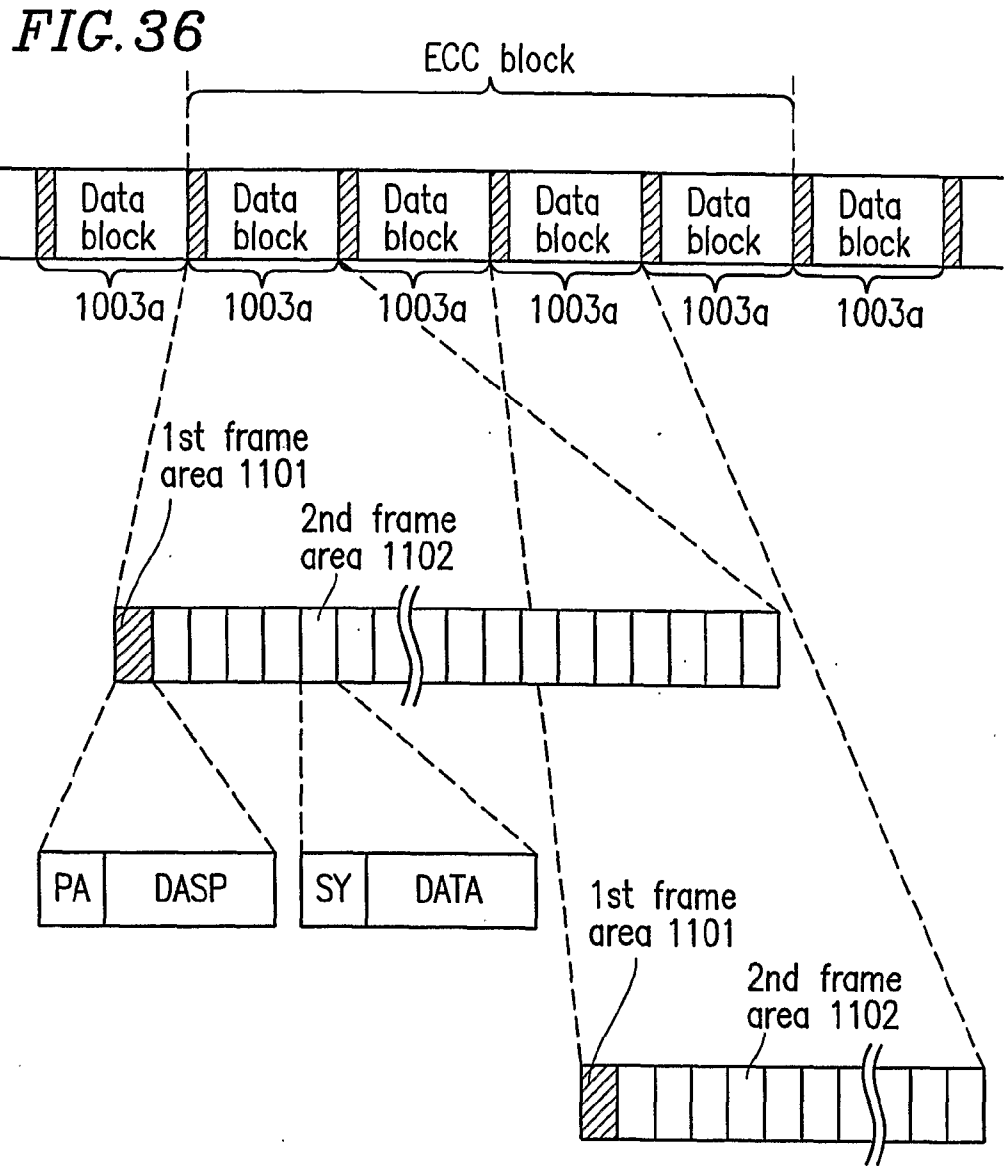 FIG.36
ECC block
Data block
Data block
Data block
Data block
Data block
Data block
1003a
1003a
1003a
1003a
1003a
1003a
1st frame
area 1101
2nd frame
area 1102
PA
DASP
SY
DATA
1st frame
area 1101
2nd frame
area 1102